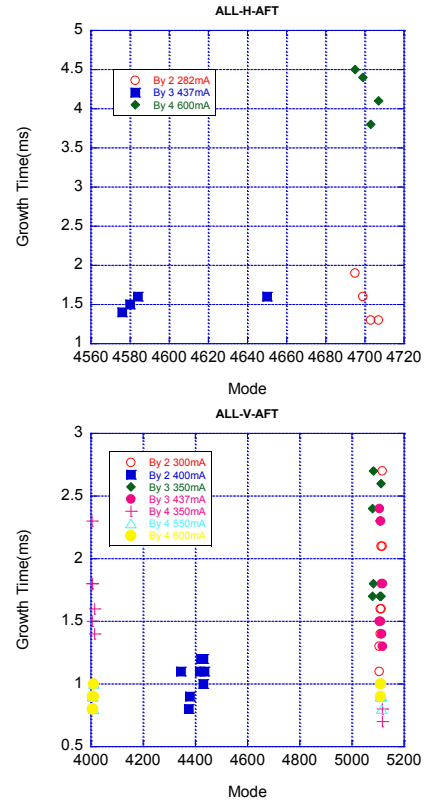 ALL-H-AFT
5
4.5
4
3.5
3
2.5
2
1.5
1
Growth Time(ms)
By 2 282mA
By 3 437mA
By 4 600mA
4560 4580 4600 4620 4640 4660 4680 4700 4720
Mode
ALL-V-AFT
3
2.5
2
1.5
1
0.5
Growth Time(ms)
By 2 300mA
By 2 400mA
By 3 350mA
By 3 437mA
By 4 350mA
By 4 550mA
By 4 600mA
4000 4200 4400 4600 4800 5000 5200
Mode